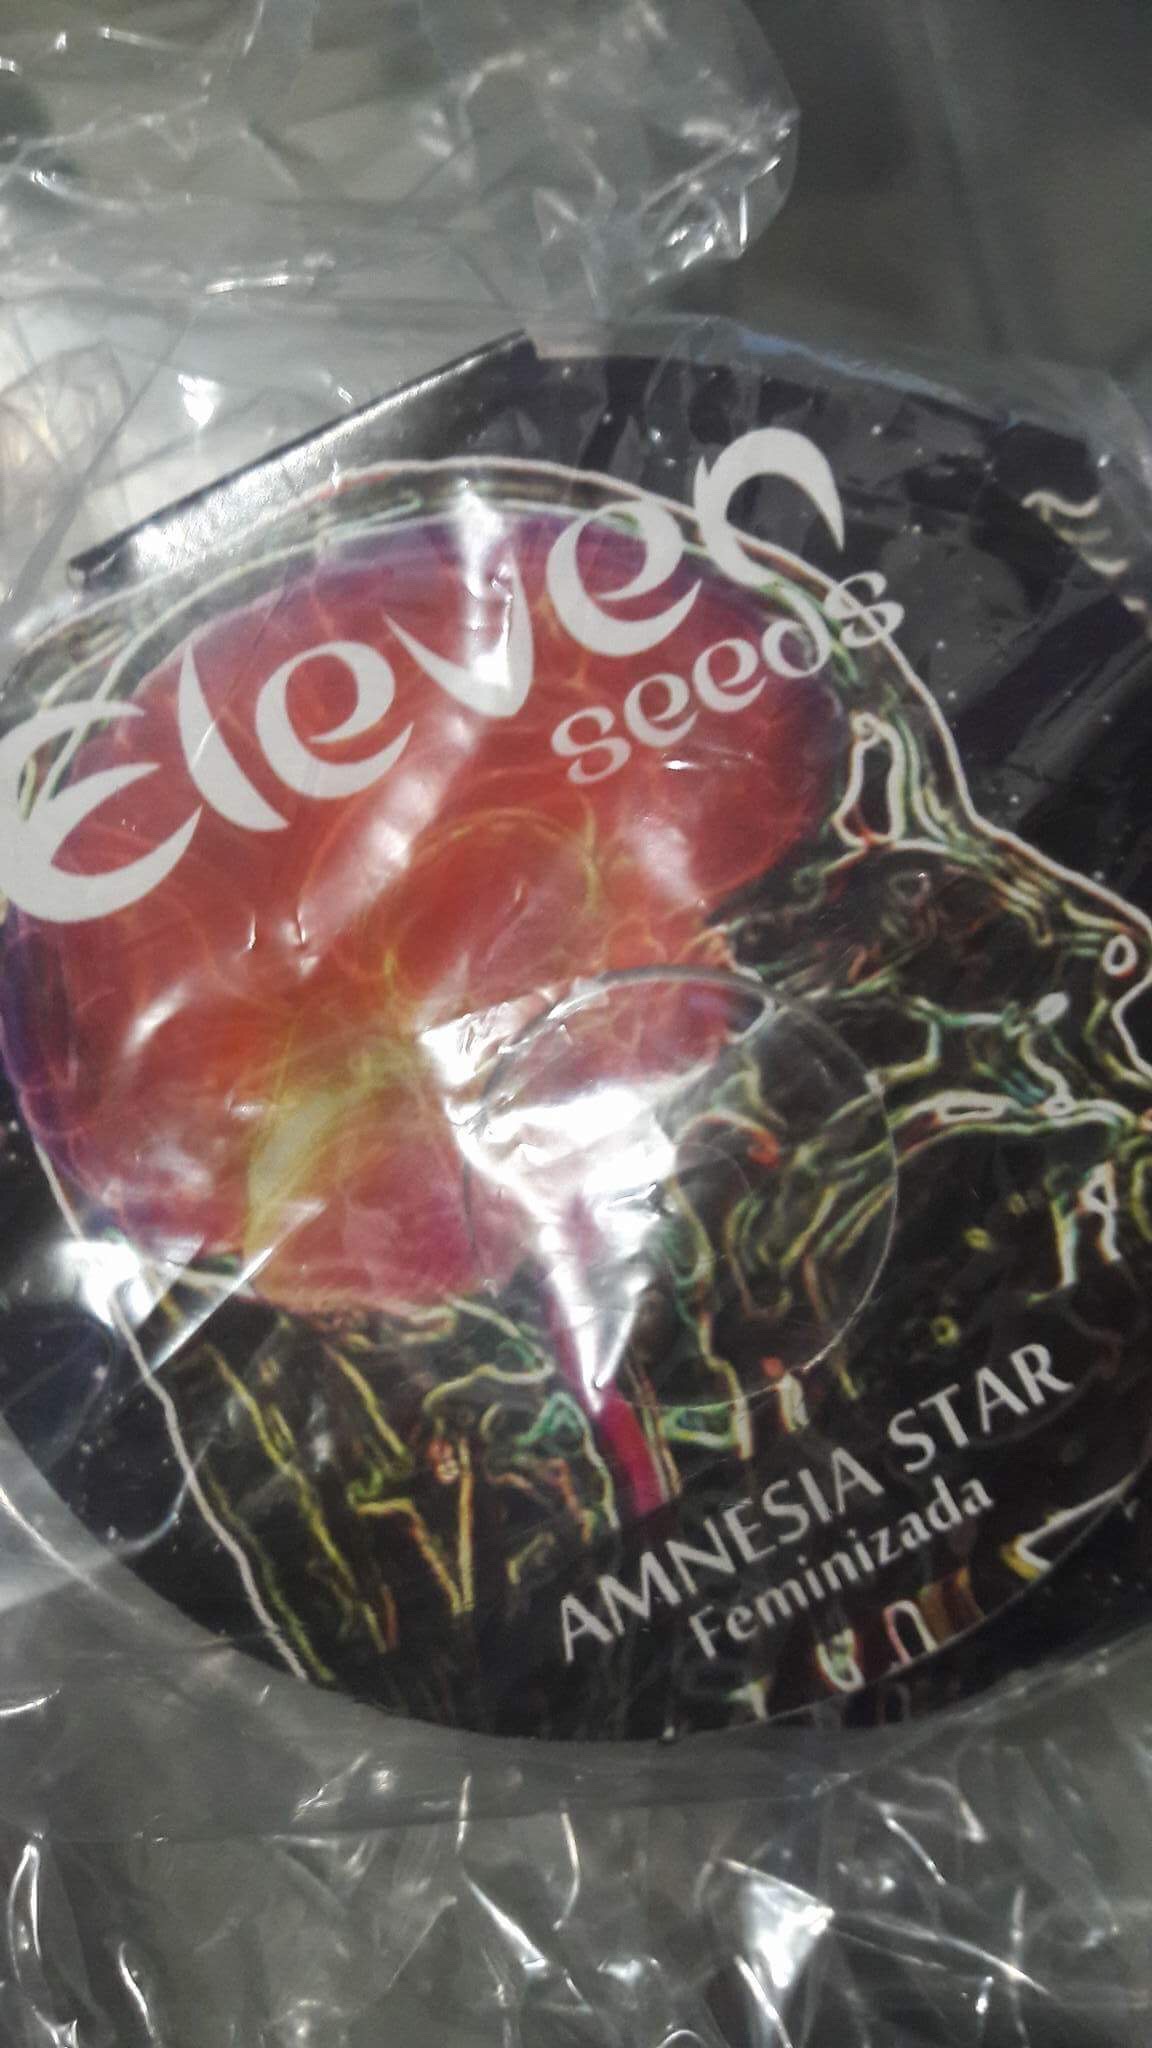 Eleven
seeds
AMNESIA STAR
Feminizada